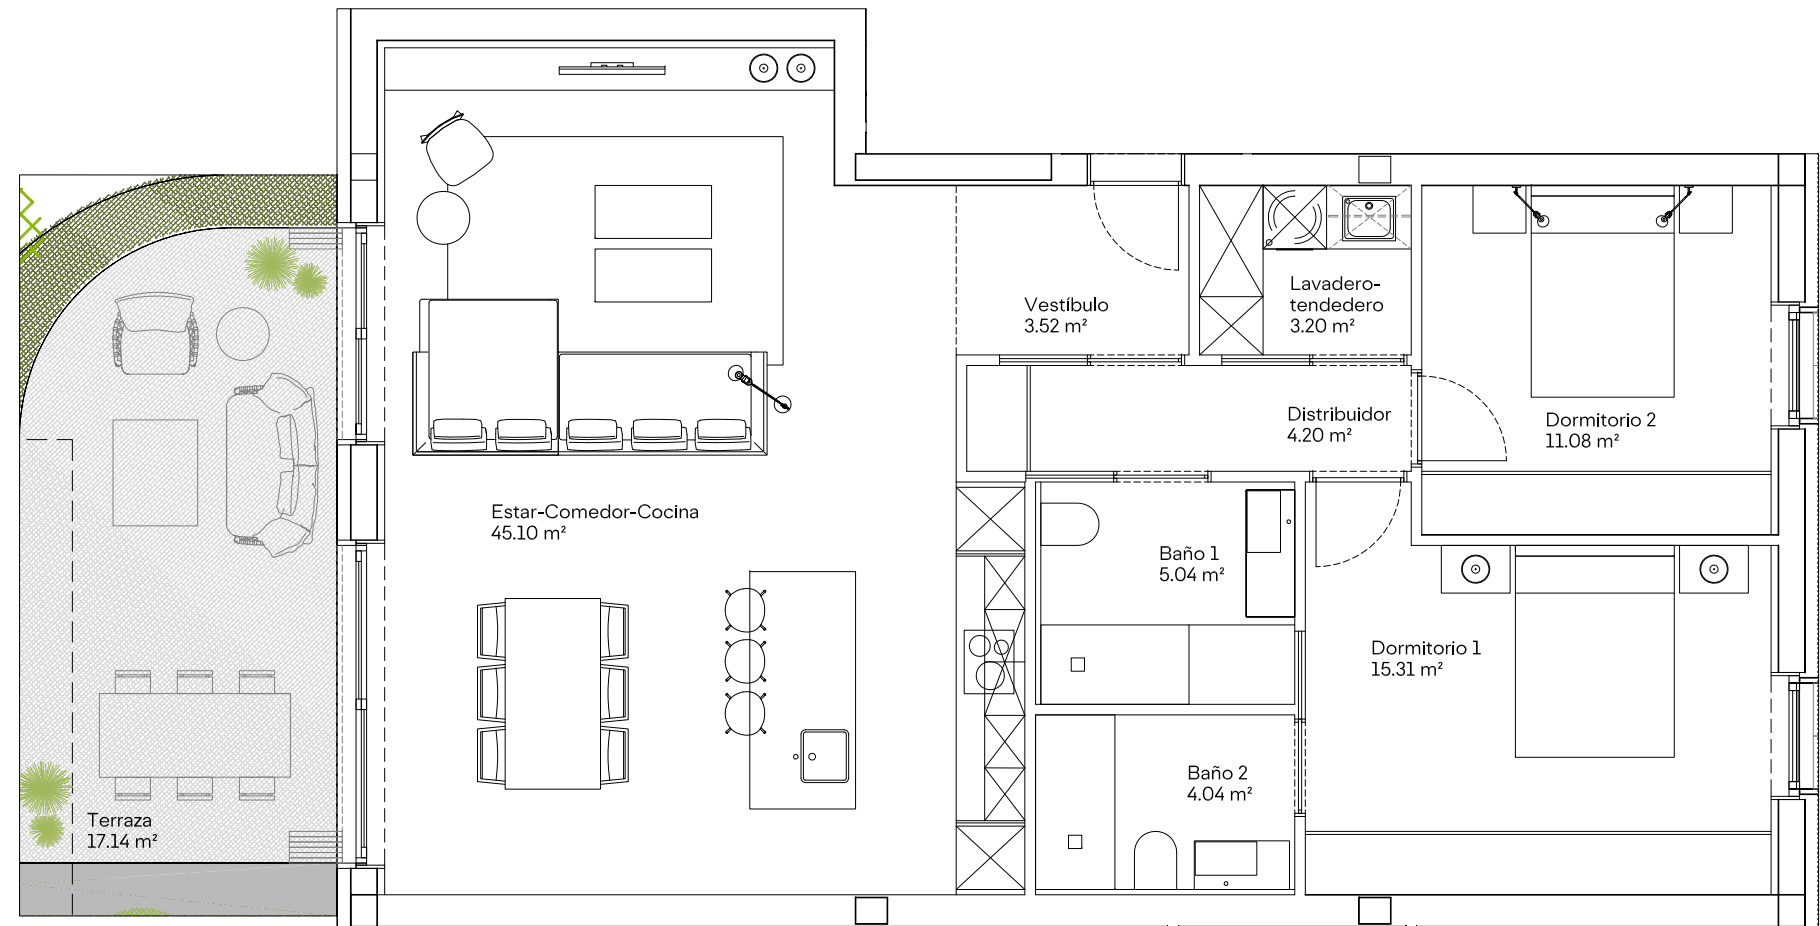 Vestíbulo
3.52 m²
Lavadero-
tendedero
3.20 m²
Distribuidor
4.20 m²
Dormitorio 2
11.08 m²
Estar-Comedor-Cocina
45.10 m²
Baño 1
5.04 m²
Dormitorio 1
15.31 m²
Baño 2
4.04 m²
Terraza
17.14 m²